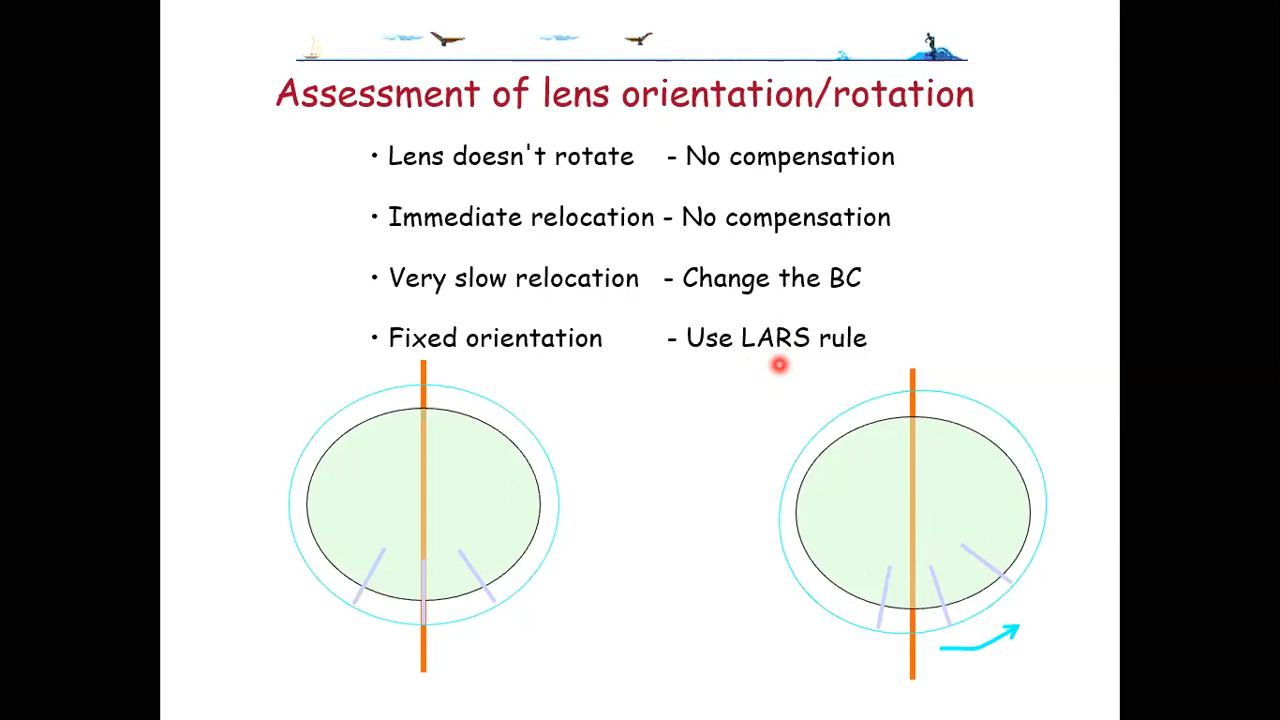 Assessment of lens orientation/rotation
• Lens doesn't rotate - No compensation
• Immediate relocation - No compensation
• Very slow relocation - Change the BC
• Fixed orientation - Use LARS rule